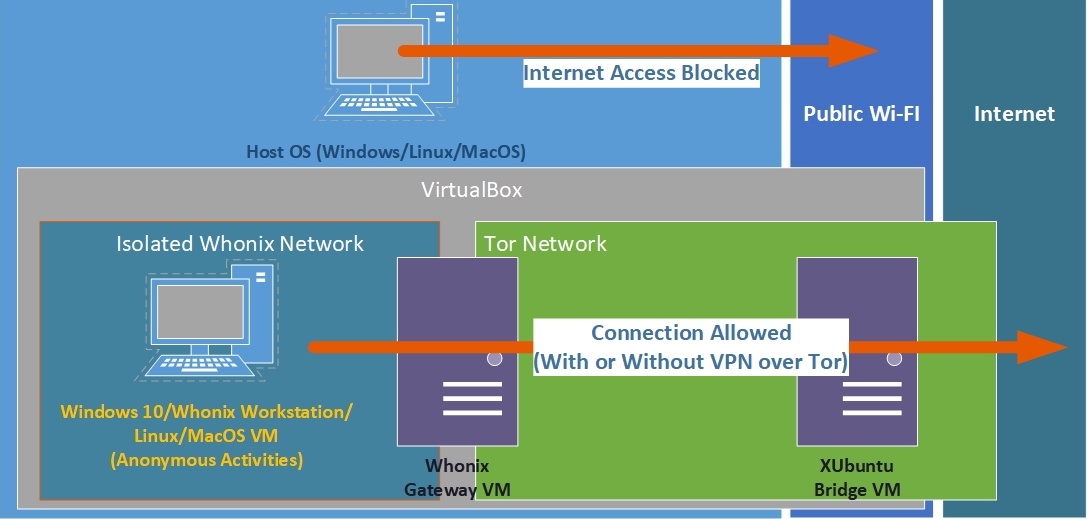 Internet Access Blocked
Public Wi-FI
Internet
Host OS (Windows/Linux/MacOS)
VirtualBox
Isolated Whonix Network
Tor Network
Connection Allowed
(With or Without VPN over Tor)
Windows 10/Whonix Workstation/
Linux/MacOS VM
(Anonymous Activities)
Whonix
Gateway VM
XUbuntu
Bridge VM